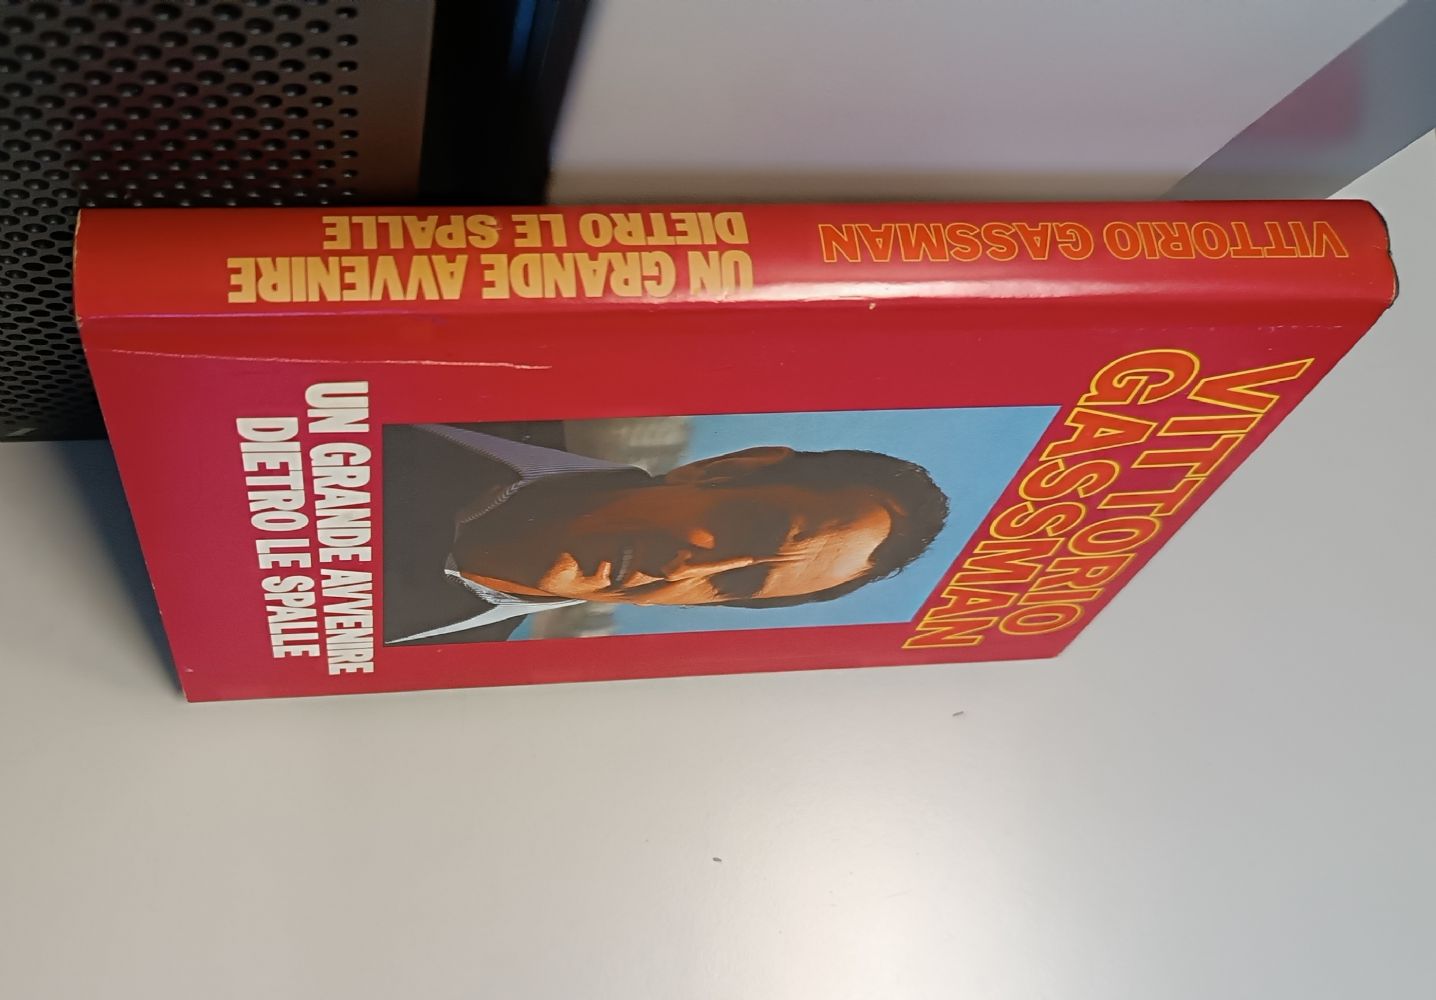 VITTORIO GASSMAN
UN GRANDE AVVENIRE
DIETRO LE SPALLE
VITTORIO
GASSMAN
UN GRANDE AVVENIRE
DIETRO LE SPALLE